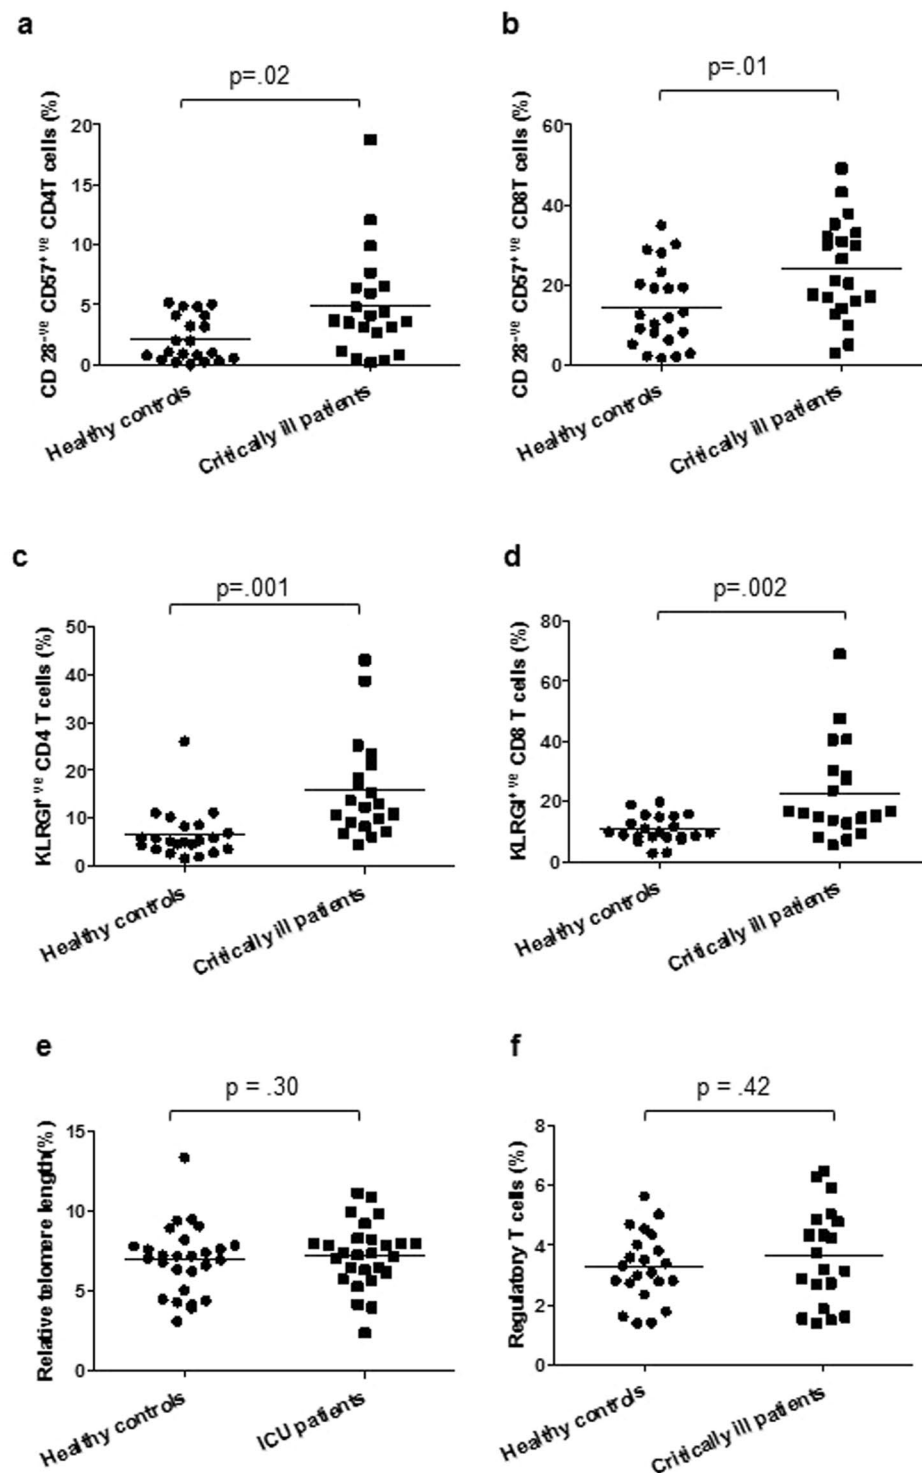 a
p=.02
CD 28-ve CD57+ ve CD4T cells (%)
20
15
10
5
0
Healthy controls
Critically ill patients
b
p=.01
CD 28-ve CD57+ ve CD8T cells (%)
60
40
20
0
Healthy controls
Critically ill patients
c
p=.001
KLRGI+ ve CD4 T cells (%)
50
40
30
20
10
0
Healthy controls
Critically ill patients
d
p=.002
KLRGI+ ve CD8 T cells (%)
80
60
40
20
0
Healthy controls
Critically ill patients
e
p = .30
Relative telomere length(%)
15
10
5
0
Healthy controls
ICU patients
f
p = .42
Regulatory T cells (%)
8
6
4
2
0
Healthy controls
Critically ill patients